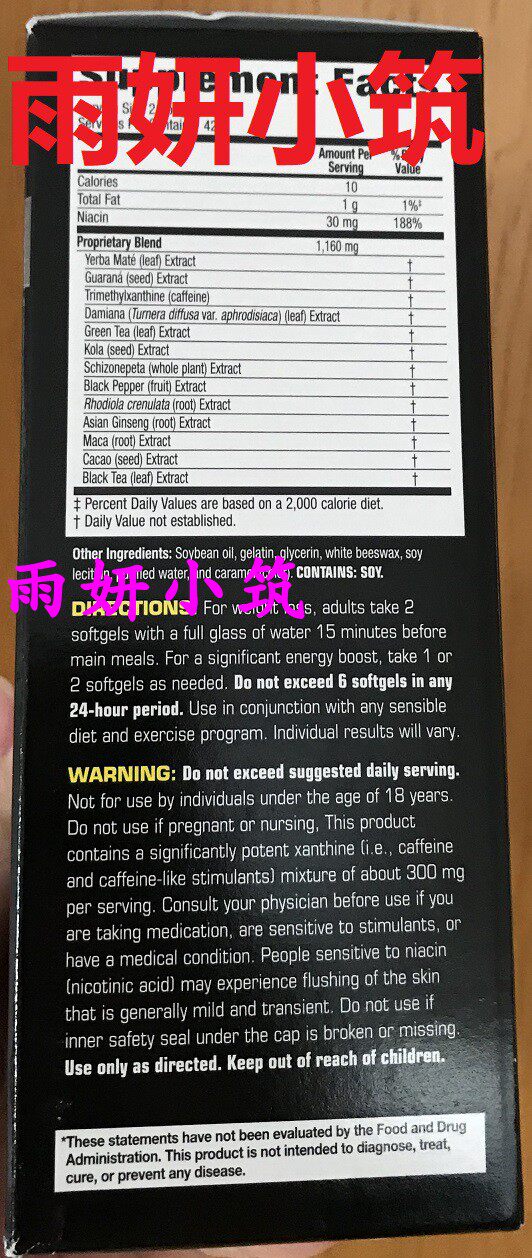 Supplement Facts
雨妍小筑
Amount Per Serving
Value
Calories 10
Total Fat 1 g 1%‡
Niacin 30 mg 188%
Proprietary Blend 1,160 mg
Yerba Maté (leaf) Extract †
Guaraná (seed) Extract †
Trimethylxanthine (caffeine) †
Damiana (Turnera diffusa var. aphrodisiaca) (leaf) Extract †
Green Tea (leaf) Extract †
Kola (seed) Extract †
Schizonepeta (whole plant) Extract †
Black Pepper (fruit) Extract †
Rhodiola crenulata (root) Extract †
Asian Ginseng (root) Extract †
Maca (root) Extract †
Cacao (seed) Extract †
Black Tea (leaf) Extract †
‡ Percent Daily Values are based on a 2,000 calorie diet.
† Daily Value not established.
Other Ingredients: Soybean oil, gelatin, glycerin, white beeswax, soy
water, and CONTAINS: SOY.
雨妍小筑
DIRECTIONS: For weight loss, adults take 2
softgels with a full glass of water 15 minutes before
main meals. For a significant energy boost, take 1 or
2 softgels as needed. Do not exceed 6 softgels in any
24-hour period. Use in conjunction with any sensible
diet and exercise program. Individual results will vary.
WARNING: Do not exceed suggested daily serving.
Not for use by individuals under the age of 18 years.
Do not use if pregnant or nursing, This product
contains a significantly potent xanthine (i.e., caffeine
and caffeine-like stimulants) mixture of about 300 mg
per serving. Consult your physician before use if you
are taking medication, are sensitive to stimulants, or
have a medical condition. People sensitive to niacin
(nicotinic acid) may experience flushing of the skin
that is generally mild and transient. Do not use if
inner safety seal under the cap is broken or missing.
Use only as directed. Keep out of reach of children.
*These statements have not been evaluated by the Food and Drug
Administration. This product is not intended to diagnose, treat,
cure, or prevent any disease.